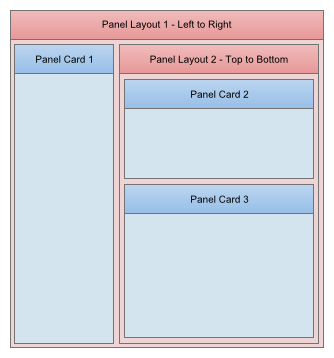 Panel Layout 1 - Left to Right
Panel Card 1
Panel Layout 2 - Top to Bottom
Panel Card 2
Panel Card 3